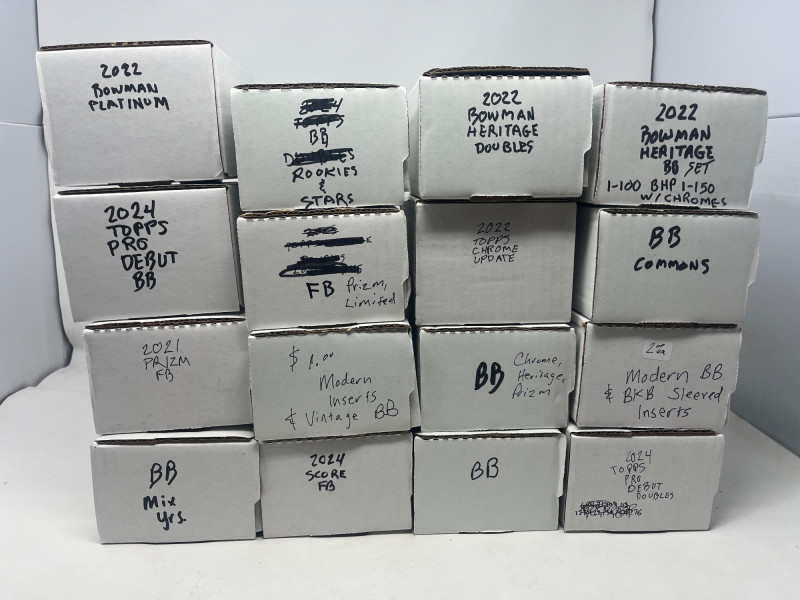 2022
BOWMAN
PLATINUM
BB
ROOKIES
&
STARS
2022
BOWMAN
HERITAGE
DOUBLES
2022
BOWMAN
HERITAGE
BB SET
1-100 BHP 1-150
W/CHROMES
2024
TOPPS
PRO
DEBUT
BB
FB Prizm,
Limited
2022
TOPPS
CHROME
UPDATE
BB
COMMONS
2021
PRIZM
FB
$ 1.00
Modern
Inserts
& Vintage BB
BB Chrome,
Heritage,
Prizm
2.00 ea
Modern BB
& BKB Sleeved
Inserts
BB
Mix
Yrs.
2024
SCORE
FB
BB
2024
TOPPS
PRO
DEBUT
DOUBLES